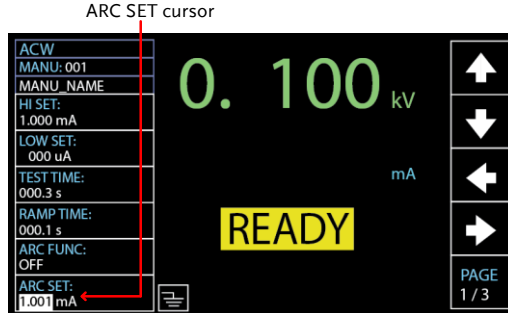 ARC SET cursor
ACW
MANU: 001
MANU_NAME
HI SET:
1.000 mA
LOW SET:
000 uA
TEST TIME:
000.3 s
RAMP TIME:
000.1 s
ARC FUNC:
OFF
ARC SET:
1.001 mA
0. 100 kV
mA
READY
PAGE
1 / 3